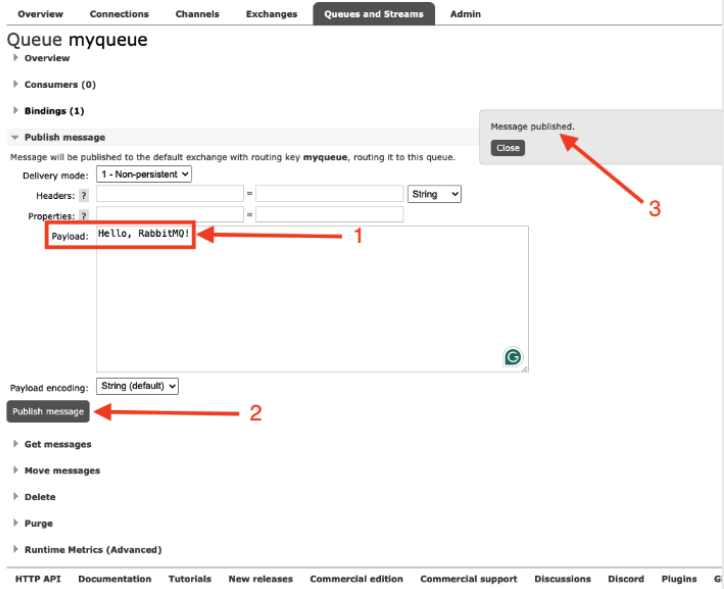 Overview Connections Channels Exchanges Queues and Streams Admin
Queue myqueue
Overview
Consumers (0)
Bindings (1)
Message published.
Publish message
Close
Message will be published to the default exchange with routing key myqueue, routing it to this queue.
Delivery mode: 1 - Non-persistent
Headers: ? = String
3
Properties: ? =
Payload: Hello, RabbitMQ! 1
Payload encoding: String (default)
Publish message 2
Get messages
Move messages
Delete
Purge
Runtime Metrics (Advanced)
HTTP API Documentation Tutorials New releases Commercial edition Commercial support Discussions Discord Plugins